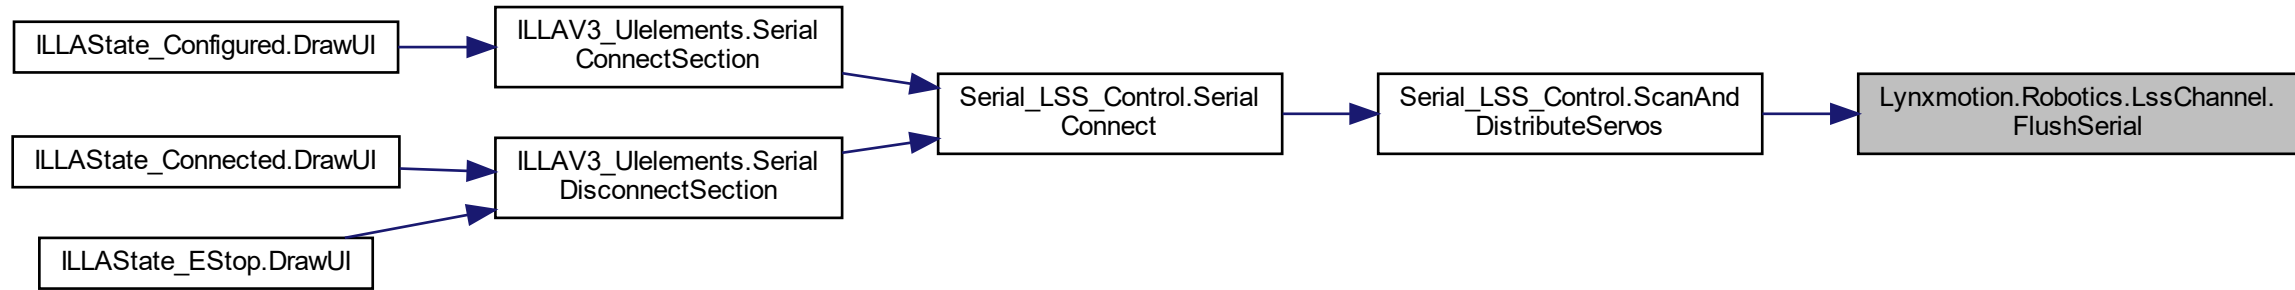 ILLAState_Configured.DrawUI
ILLAV3_UIelements.Serial
ConnectSection
ILLAState_Connected.DrawUI
ILLAV3_UIelements.Serial
DisconnectSection
ILLAState_EStop.DrawUI
Serial_LSS_Control.Serial
Connect
Serial_LSS_Control.ScanAnd
DistributeServos
Lynxmotion.Robotics.LssChannel.
FlushSerial